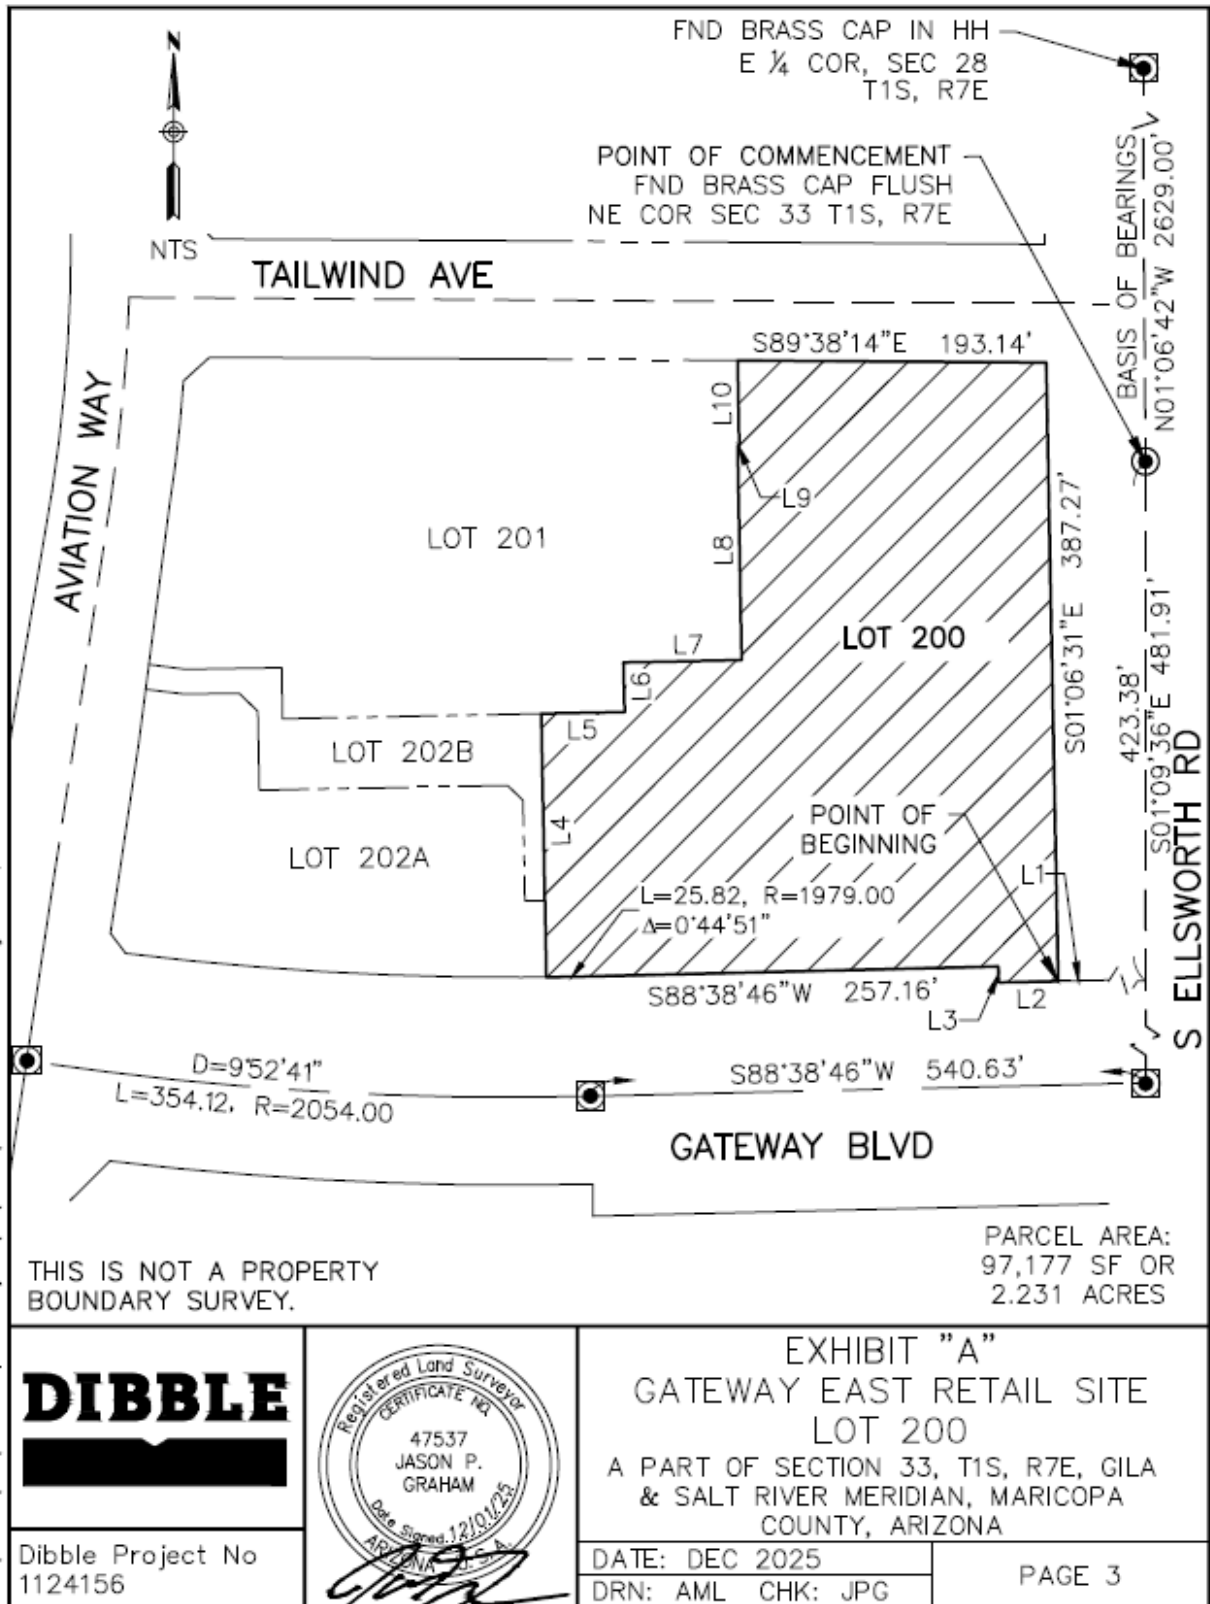 FND BRASS CAP IN HH
E ¼ COR, SEC 28
T1S, R7E
N
NTS
POINT OF COMMENCEMENT
FND BRASS CAP FLUSH
NE COR SEC 33 T1S, R7E
BASIS OF BEARINGS
N01°06'42"W 2629.00'
TAILWIND AVE
S89°38'14"E 193.14'
AVIATION WAY
L10
L9
LOT 201
L8
387.27'
S01°06'31"E
LOT 200
L7
L6
L5
423.38'
S01°09'36"E 481.91'
S ELLSWORTH RD
LOT 202B
L4
POINT OF
BEGINNING
LOT 202A
L1
L=25.82, R=1979.00
Δ=0°44'51"
S88°38'46"W 257.16'
L2
L3
D=9°52'41"
L=354.12, R=2054.00
S88°38'46"W 540.63'
GATEWAY BLVD
PARCEL AREA:
97,177 SF OR
2.231 ACRES
THIS IS NOT A PROPERTY
BOUNDARY SURVEY.
DIBBLE
Dibble Project No
1124156
Registered Land Surveyor
CERTIFICATE NO.
47537
JASON P.
GRAHAM
Date Signed 12/01/25
ARIZONA U.S.A.
EXHIBIT "A"
GATEWAY EAST RETAIL SITE
LOT 200
A PART OF SECTION 33, T1S, R7E, GILA
& SALT RIVER MERIDIAN, MARICOPA
COUNTY, ARIZONA
DATE: DEC 2025
DRN: AML CHK: JPG
PAGE 3